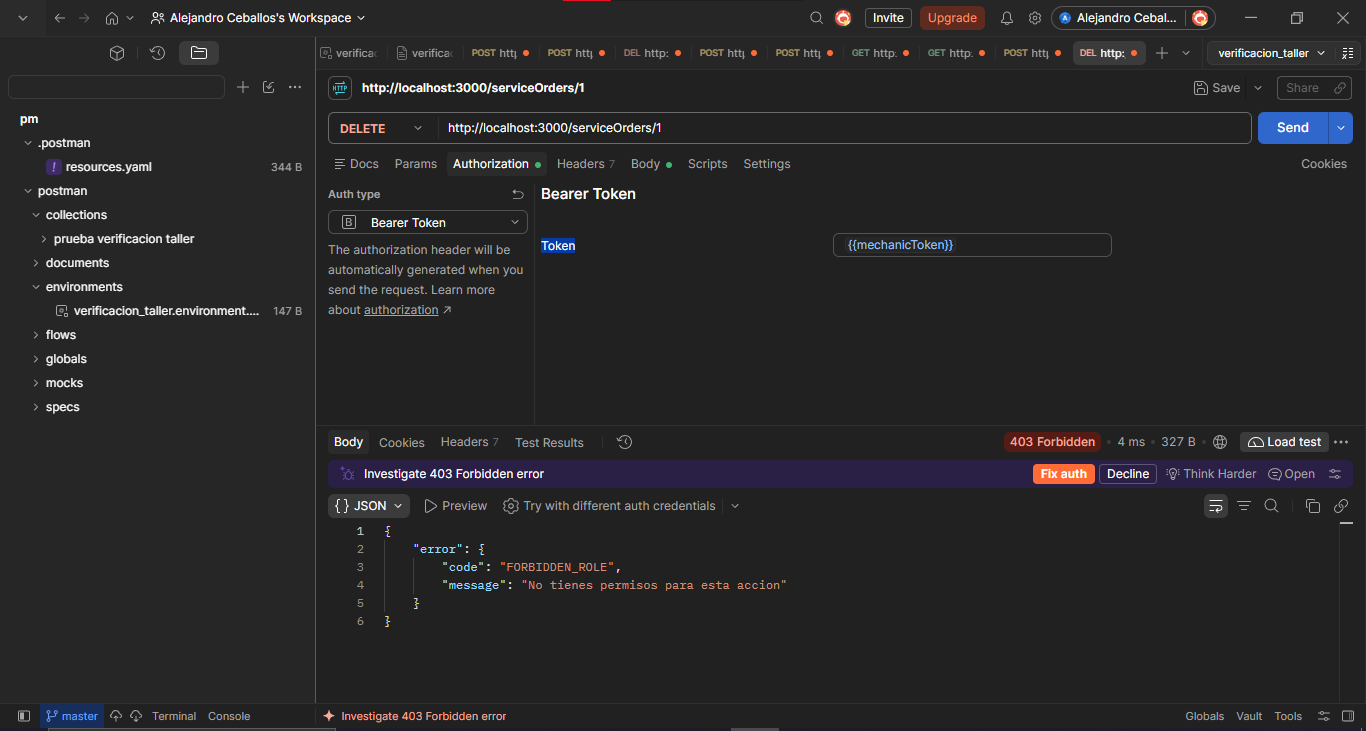 Alejandro Ceballos's Workspace
Invite
Upgrade
Alejandro Cebal...
verificac
verifica
POST http
POST http
DEL http:
POST http
POST http
GET http:
GET http:
POST http
DEL http:
verificacion_taller
HTTP
http://localhost:3000/serviceOrders/1
Save
Share
pm
.postman
! resources.yaml 344 B
postman
collections
prueba verificacion taller
documents
environments
verificacion_taller.environment.... 147 B
flows
globals
mocks
specs
DELETE
http://localhost:3000/serviceOrders/1
Send
Docs Params Authorization Headers 7 Body Scripts Settings
Cookies
Auth type
B Bearer Token
The authorization header will be
automatically generated when you
send the request. Learn more
about authorization ↗
Bearer Token
Token
{{mechanicToken}}
Body Cookies Headers 7 Test Results
403 Forbidden • 4 ms • 327 B
Load test
Investigate 403 Forbidden error
Fix auth
Decline
Think Harder
Open
{} JSON
Preview
Try with different auth credentials
1 {
2 "error": {
3 "code": "FORBIDDEN_ROLE",
4 "message": "No tienes permisos para esta accion"
5 }
6 }
master
Terminal
Console
Investigate 403 Forbidden error
Globals
Vault
Tools